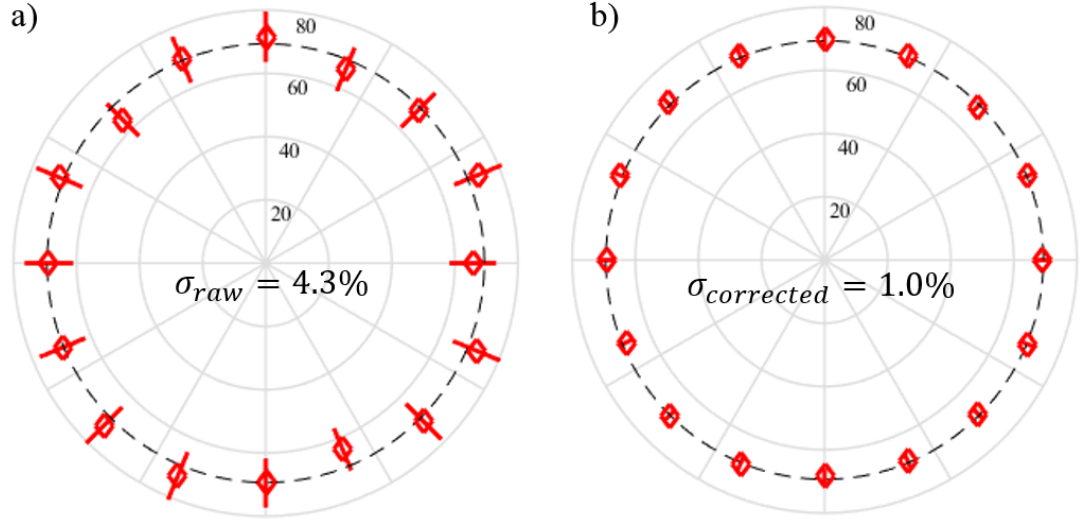 a)
80
60
40
20
σ_raw = 4.3%
b)
80
60
40
20
σ_corrected = 1.0%